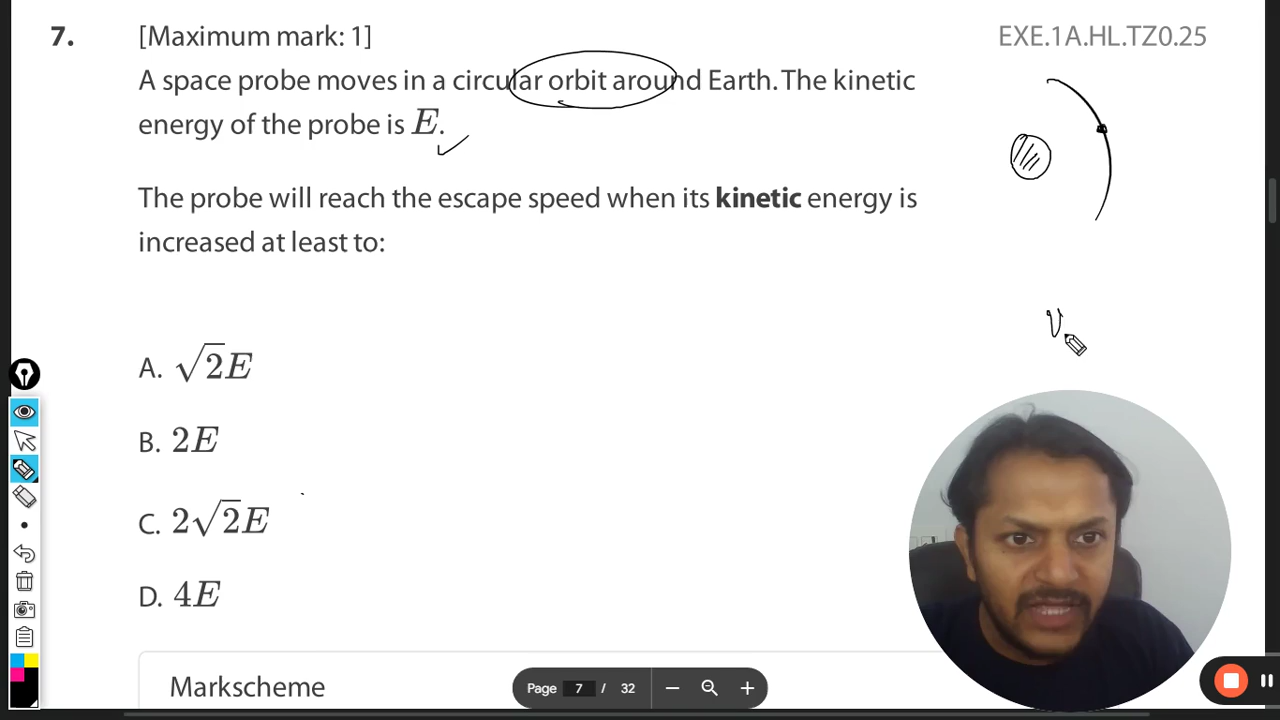 7. [Maximum mark: 1] EXE.1A.HL.TZ0.25
A space probe moves in a circular orbit around Earth. The kinetic
energy of the probe is E.
The probe will reach the escape speed when its kinetic energy is
increased at least to:
v
A. √2E
B. 2E
C. 2√2E
D. 4E
Markscheme
Page 7 / 32